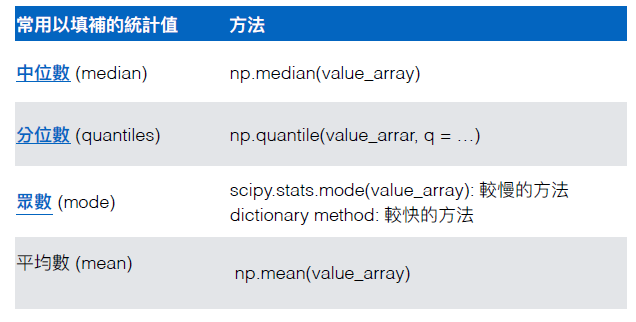 常用以填補的統計值 方法
中位數 (median) np.median(value_array)
分位數 (quantiles) np.quantile(value_arrar, q = …)
眾數 (mode) scipy.stats.mode(value_array): 較慢的方法
dictionary method: 較快的方法
平均數 (mean) np.mean(value_array)